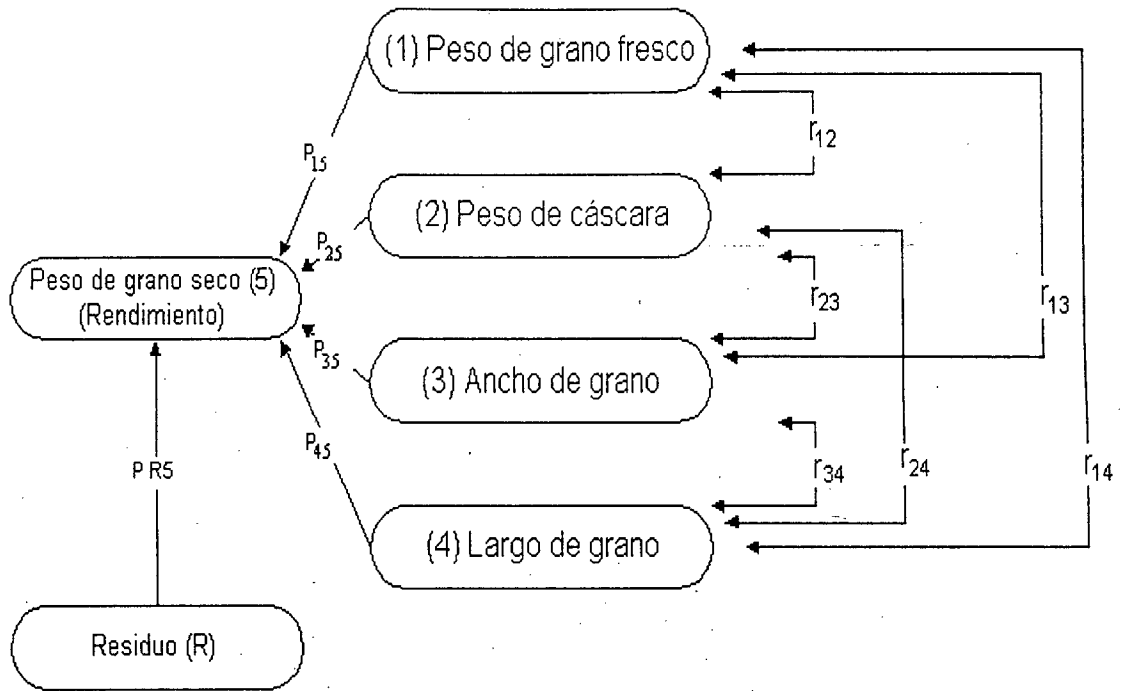 (1) Peso de grano fresco
r12
P15
(2) Peso de cáscara
P25
Peso de grano seco (5)
(Rendimiento)
r23
r13
P35
(3) Ancho de grano
P45
r34
r24
r14
P R5
(4) Largo de grano
Residuo (R)